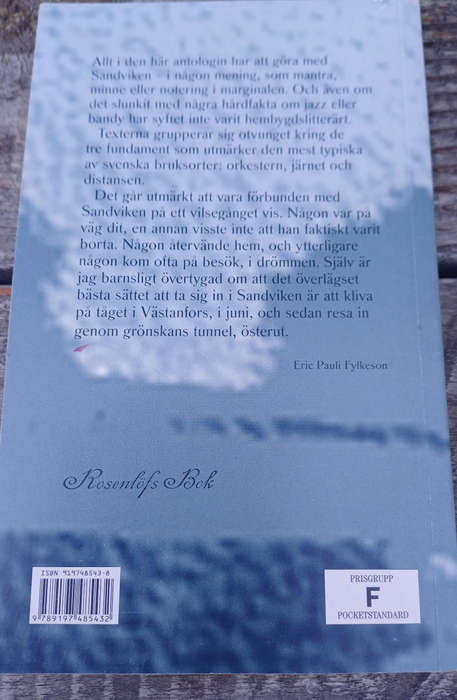 Allt i den här antologin har att göra med
Sandviken – i någon mening, som mantra,
minne eller notering i marginalen. Och även om
det slunkit med några hårdfakta om jazz eller
bandy har syftet inte varit hembygdslitterärt.
Texterna grupperar sig otvunget kring de
tre fundament som utmärker den mest typiska
av svenska bruksorter: orkestern, järnet och
distansen.
Det går utmärkt att vara förbunden med
Sandviken på ett vilsegånget vis. Någon var på
väg dit, en annan visste inte att han faktiskt varit
borta. Någon återvände hem, och ytterligare
någon kom ofta på besök, i drömmen. Själv är
jag barnsligt övertygad om att det överlägset
bästa sättet att ta sig in i Sandviken är att kliva
på tåget i Västanfors, i juni, och sedan resa in
genom grönskans tunnel, österut.
Eric Pauli Fylkeson
Rosenlöfs Bok
ISBN 919748543-8
9 789197 485432
PRISGRUPP
F
POCKETSTANDARD